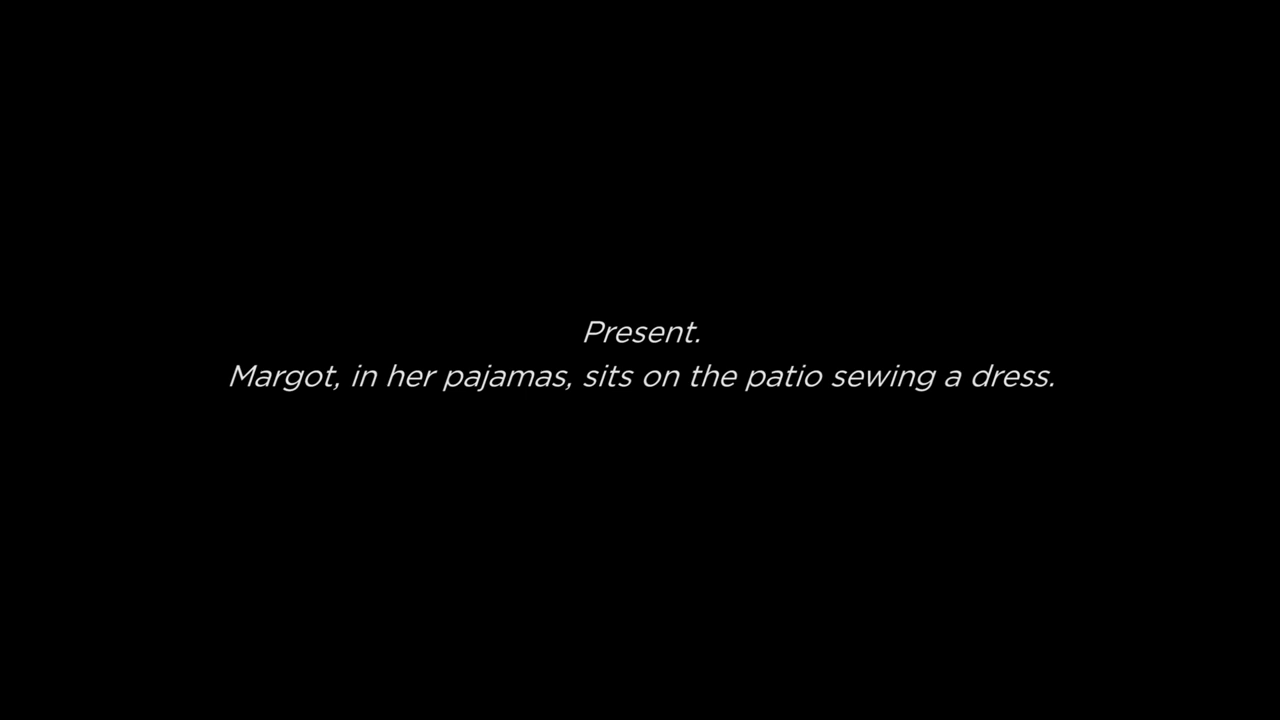 Present.
Margot, in her pajamas, sits on the patio sewing a dress.